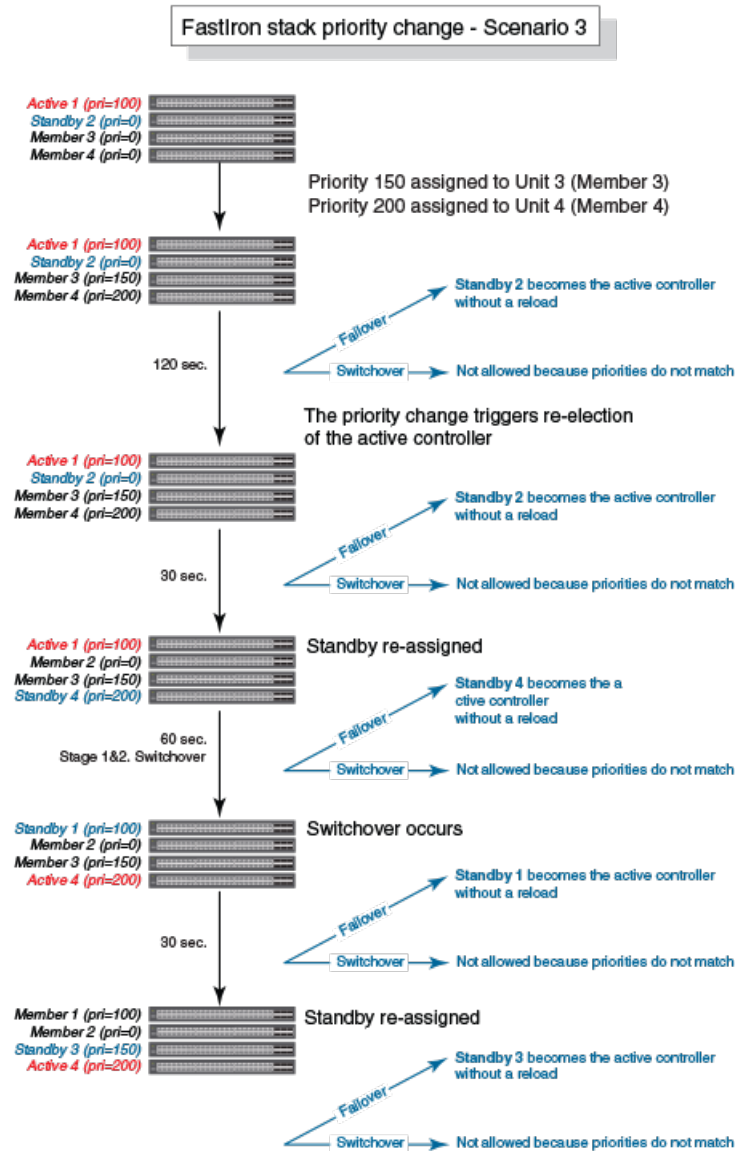 FastIron stack priority change - Scenario 3
Active 1 (pri=100)
Standby 2 (pri=0)
Member 3 (pri=0)
Member 4 (pri=0)
Priority 150 assigned to Unit 3 (Member 3)
Priority 200 assigned to Unit 4 (Member 4)
Active 1 (pri=100)
Standby 2 (pri=0)
Member 3 (pri=150)
Member 4 (pri=200)
120 sec.
Failover
Standby 2 becomes the active controller
without a reload
Switchover
Not allowed because priorities do not match
The priority change triggers re-election
of the active controller
Active 1 (pri=100)
Standby 2 (pri=0)
Member 3 (pri=150)
Member 4 (pri=200)
30 sec.
Failover
Standby 2 becomes the active controller
without a reload
Switchover
Not allowed because priorities do not match
Active 1 (pri=100)
Member 2 (pri=0)
Member 3 (pri=150)
Standby 4 (pri=200)
Standby re-assigned
60 sec.
Stage 1&2. Switchover
Failover
Standby 4 becomes the a
ctive controller
without a reload
Switchover
Not allowed because priorities do not match
Standby 1 (pri=100)
Member 2 (pri=0)
Member 3 (pri=150)
Active 4 (pri=200)
Switchover occurs
30 sec.
Failover
Standby 1 becomes the active controller
without a reload
Switchover
Not allowed because priorities do not match
Member 1 (pri=100)
Member 2 (pri=0)
Standby 3 (pri=150)
Active 4 (pri=200)
Standby re-assigned
Failover
Standby 3 becomes the active controller
without a reload
Switchover
Not allowed because priorities do not match